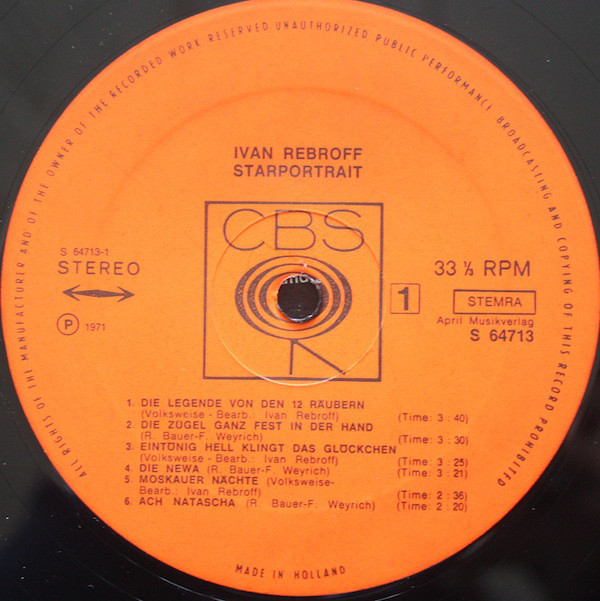 ALL RIGHTS OF THE MANUFACTURER AND OF THE OWNER OF THE RECORDED WORK RESERVED UNAUTHORIZED PUBLIC PERFORMANCE BROADCASTING AND COPYING OF THIS RECORD PROHIBITED
IVAN REBROFF
STARPORTRAIT
CBS
S 64713-1
STEREO
P 1971
1
33 ⅓ RPM
STEMRA
April Musikverlag
S 64713
1. DIE LEGENDE VON DEN 12 RÄUBERN
(Volksweise - Bearb.: Ivan Rebroff) (Time: 3 : 40)
2. DIE ZÜGEL GANZ FEST IN DER HAND
(R. Bauer-F. Weyrich) (Time: 3 : 30)
3. EINTÖNIG HELL KLINGT DAS GLÖCKCHEN
(Volksweise - Bearb.: Ivan Rebroff) (Time: 3 : 25)
4. DIE NEWA (R. Bauer-F. Weyrich) (Time: 3 : 21)
5. MOSKAUER NÄCHTE (Volksweise-
Bearb.: Ivan Rebroff) (Time: 2 : 36)
6. ACH NATASCHA (R. Bauer-F. Weyrich) (Time: 2 : 20)
MADE IN HOLLAND